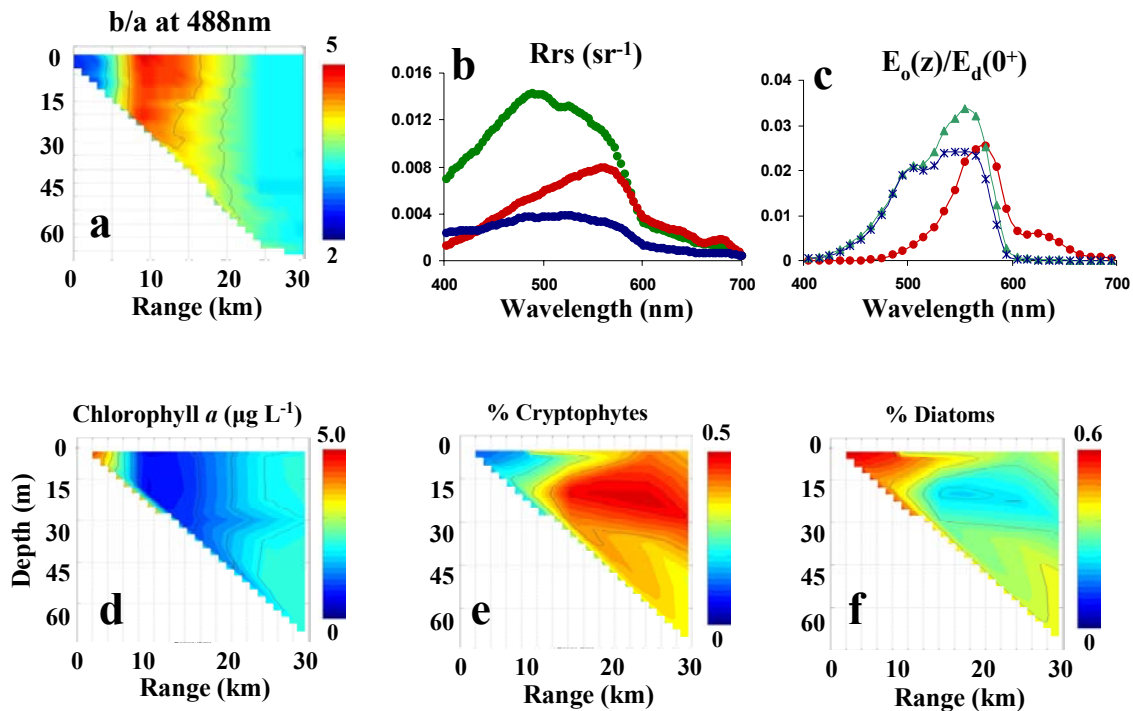 b/a at 488nm
5
0
15
30
45
60
a
2
0 10 20 30
Range (km)
b
Rrs (sr-1)
0.016
0.012
0.008
0.004
0
400 500 600 700
Wavelength (nm)
c
Eo(z)/Ed(0+)
0.04
0.03
0.02
0.01
0
400 500 600 700
Wavelength (nm)
Chlorophyll a (µg L-1)
5.0
0
15
30
45
60
Depth (m)
d
0
0 10 20 30
Range (km)
% Cryptophytes
0.5
0
15
30
45
60
e
0
0 10 20 30
Range (km)
% Diatoms
0.6
0
15
30
45
60
f
0
0 10 20 30
Range (km)